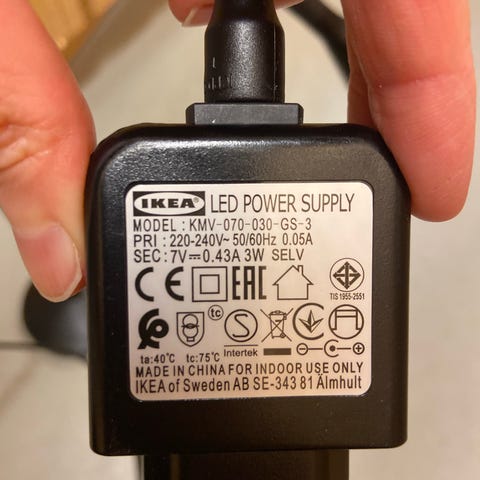 IKEA® LED POWER SUPPLY
MODEL : KMV-070-030-GS-3
PRI : 220-240V~ 50/60Hz 0.05A
SEC: 7V⎓0.43A 3W SELV
CE EAC
TIS 1955-2551
tc S
Intertek
ta:40℃ tc:75℃
MADE IN CHINA FOR INDOOR USE ONLY
IKEA of Sweden AB SE-343 81 Älmhult